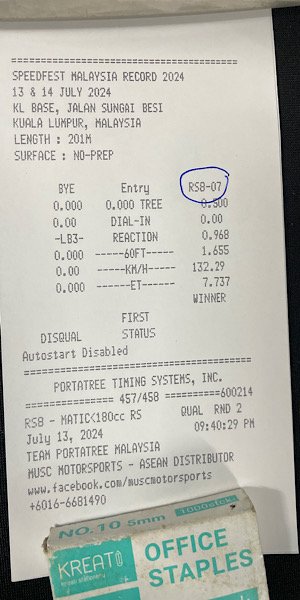 =========================================
SPEEDFEST MALAYSIA RECORD 2024
13 & 14 JULY 2024
KL BASE, JALAN SUNGAI BESI
KUALA LUMPUR, MALAYSIA
LENGTH : 201M
SURFACE : NO-PREP
BYE Entry RS8-07
0.000 0.000 TREE 0.500
0.00 DIAL-IN 0.00
-LB3- REACTION 0.968
0.000 -----60FT----- 1.655
0.00 -----KM/H----- 132.29
0.000 ------ET------ 7.737
WINNER
FIRST
DISQUAL STATUS
Autostart Disabled
=========================================
PORTATREE TIMING SYSTEMS, INC.
=============== 457/458 ==========600214
RS8 - MATIC<180cc RS QUAL RND 2
July 13, 2024 09:40:29 PM
TEAM PORTATREE MALAYSIA
MUSC MOTORSPORTS - ASEAN DISTRIBUTOR
www.facebook.com/muscmotorsports
+6016-6681490
NO.10 5mm 1000stpls
KREATO
kreati stationery
OFFICE
STAPLES